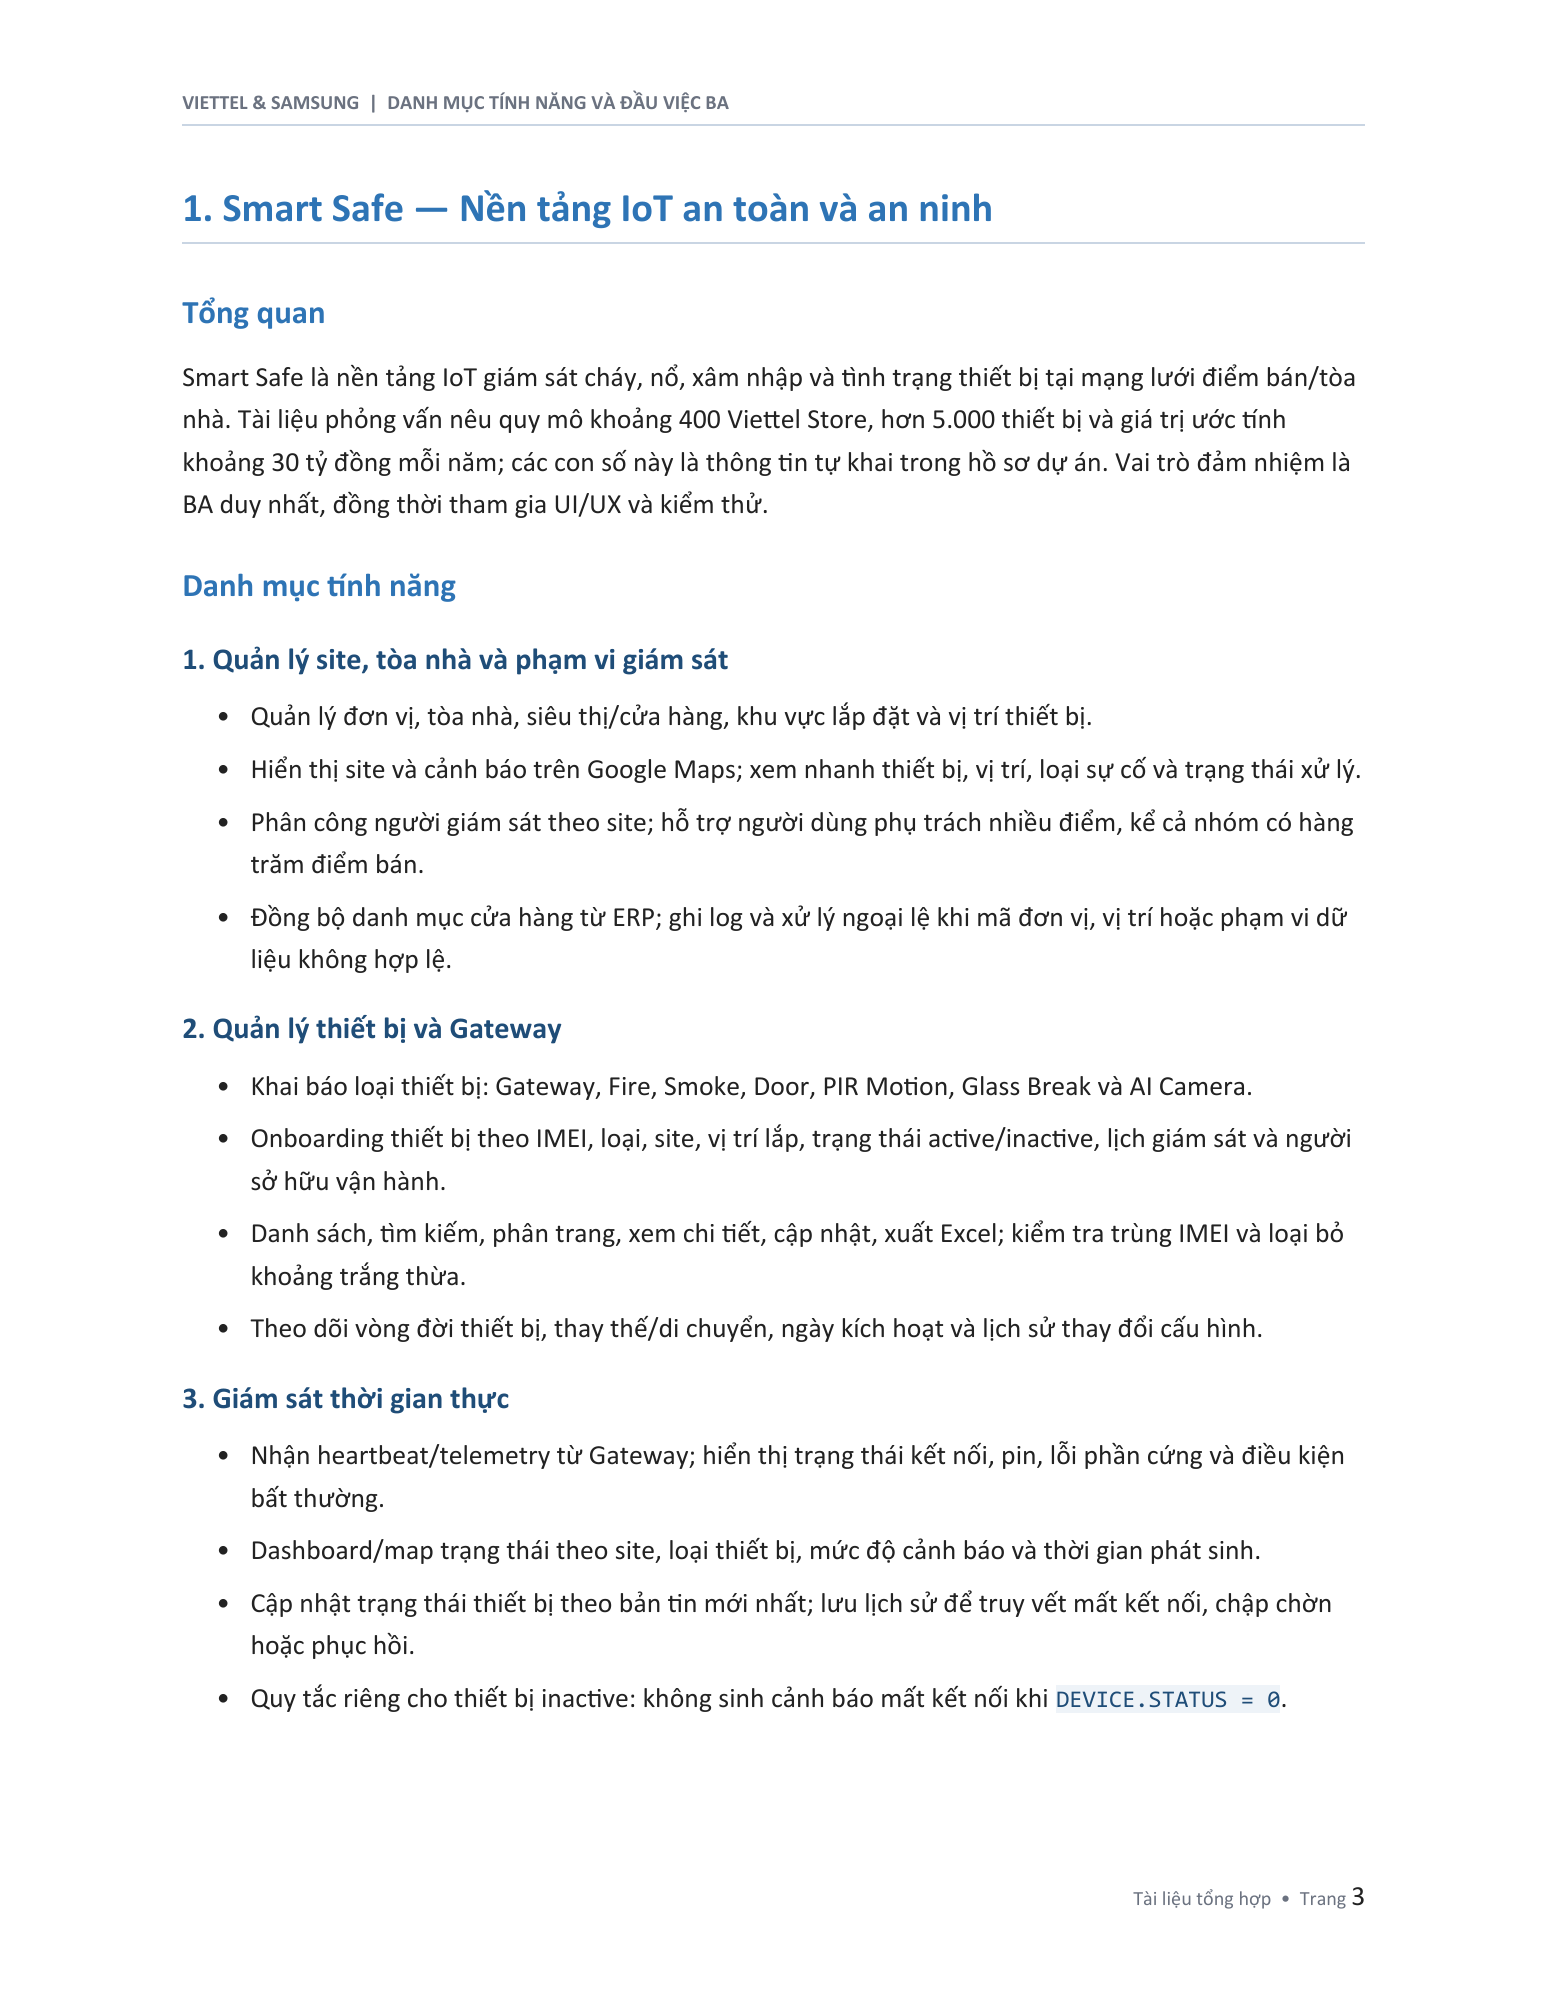 VIETTEL & SAMSUNG | DANH MỤC TÍNH NĂNG VÀ ĐẦU VIỆC BA
1. Smart Safe — Nền tảng IoT an toàn và an ninh
Tổng quan
Smart Safe là nền tảng IoT giám sát cháy, nổ, xâm nhập và tình trạng thiết bị tại mạng lưới điểm bán/tòa
nhà. Tài liệu phỏng vấn nêu quy mô khoảng 400 Viettel Store, hơn 5.000 thiết bị và giá trị ước tính
khoảng 30 tỷ đồng mỗi năm; các con số này là thông tin tự khai trong hồ sơ dự án. Vai trò đảm nhiệm là
BA duy nhất, đồng thời tham gia UI/UX và kiểm thử.
Danh mục tính năng
1. Quản lý site, tòa nhà và phạm vi giám sát
• Quản lý đơn vị, tòa nhà, siêu thị/cửa hàng, khu vực lắp đặt và vị trí thiết bị.
• Hiển thị site và cảnh báo trên Google Maps; xem nhanh thiết bị, vị trí, loại sự cố và trạng thái xử lý.
• Phân công người giám sát theo site; hỗ trợ người dùng phụ trách nhiều điểm, kể cả nhóm có hàng
trăm điểm bán.
• Đồng bộ danh mục cửa hàng từ ERP; ghi log và xử lý ngoại lệ khi mã đơn vị, vị trí hoặc phạm vi dữ
liệu không hợp lệ.
2. Quản lý thiết bị và Gateway
• Khai báo loại thiết bị: Gateway, Fire, Smoke, Door, PIR Motion, Glass Break và AI Camera.
• Onboarding thiết bị theo IMEI, loại, site, vị trí lắp, trạng thái active/inactive, lịch giám sát và người
sở hữu vận hành.
• Danh sách, tìm kiếm, phân trang, xem chi tiết, cập nhật, xuất Excel; kiểm tra trùng IMEI và loại bỏ
khoảng trắng thừa.
• Theo dõi vòng đời thiết bị, thay thế/di chuyển, ngày kích hoạt và lịch sử thay đổi cấu hình.
3. Giám sát thời gian thực
• Nhận heartbeat/telemetry từ Gateway; hiển thị trạng thái kết nối, pin, lỗi phần cứng và điều kiện
bất thường.
• Dashboard/map trạng thái theo site, loại thiết bị, mức độ cảnh báo và thời gian phát sinh.
• Cập nhật trạng thái thiết bị theo bản tin mới nhất; lưu lịch sử để truy vết mất kết nối, chập chờn
hoặc phục hồi.
• Quy tắc riêng cho thiết bị inactive: không sinh cảnh báo mất kết nối khi DEVICE.STATUS = 0.
Tài liệu tổng hợp • Trang 3